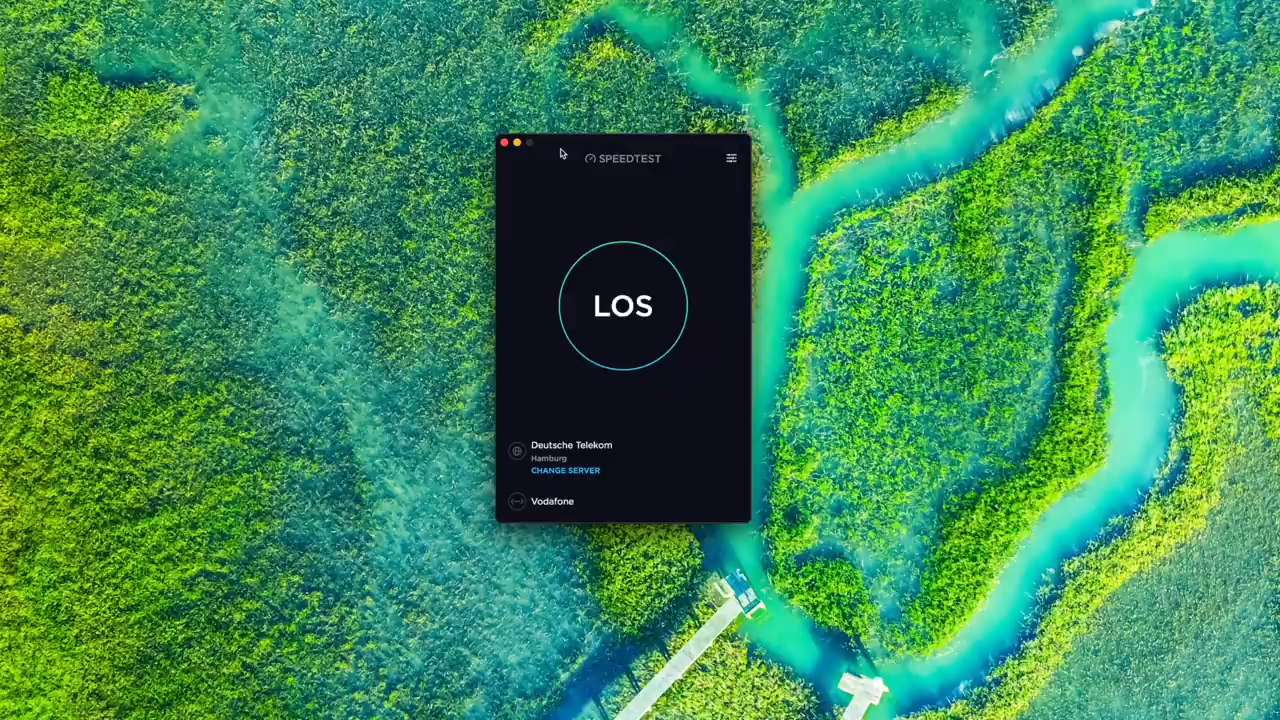 SPEEDTEST
LOS
Deutsche Telekom
Hamburg
CHANGE SERVER
Vodafone